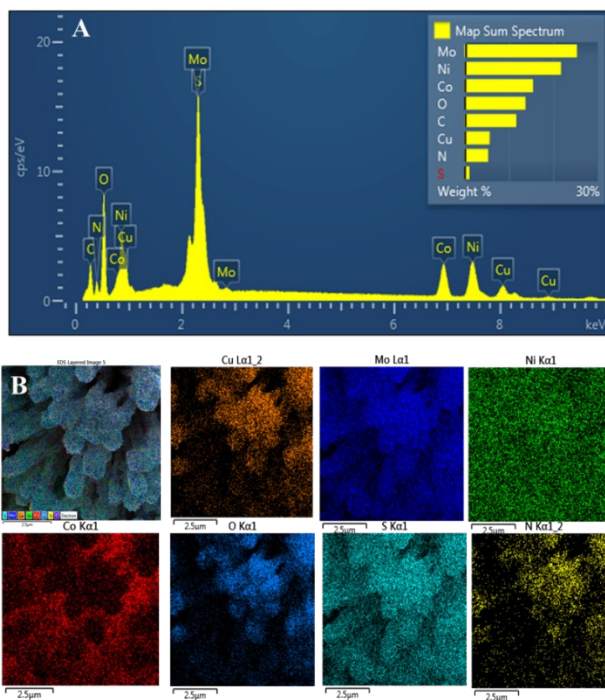 A
Map Sum Spectrum
Mo
Ni
Co
O
C
Cu
N
S
Weight %
30%
20
10
0
cps/eV
Mo
S
O
N
Ni
C
Cu
Co
Mo
Co
Ni
Cu
Cu
0
2
4
6
8
keV
B
EDS Layered Image 5
Cu Lα1_2
Mo Lα1
Ni Kα1
2.5µm
2.5µm
2.5µm
2.5µm
Co Kα1
O Kα1
S Kα1
N Kα1_2
2.5µm
2.5µm
2.5µm
2.5µm